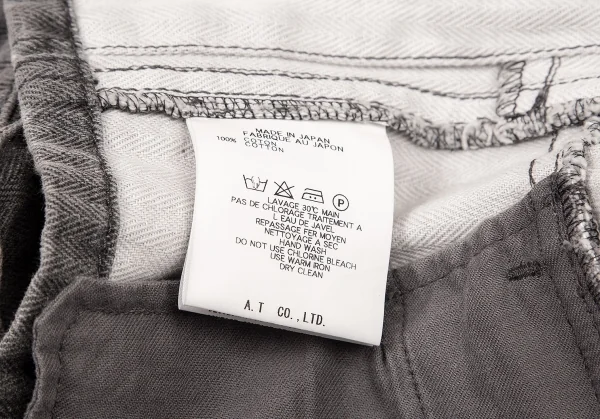 MADE IN JAPAN
FABRIQUE AU JAPON
100% COTON
COTTON
P
LAVAGE 30°C MAIN
PAS DE CHLORAGE TRAITEMENT A
L EAU DE JAVEL
REPASSAGE FER MOYEN
NETTOYAGE A SEC
HAND WASH
DO NOT USE CHLORINE BLEACH
USE WARM IRON
DRY CLEAN
A.T CO.,LTD.